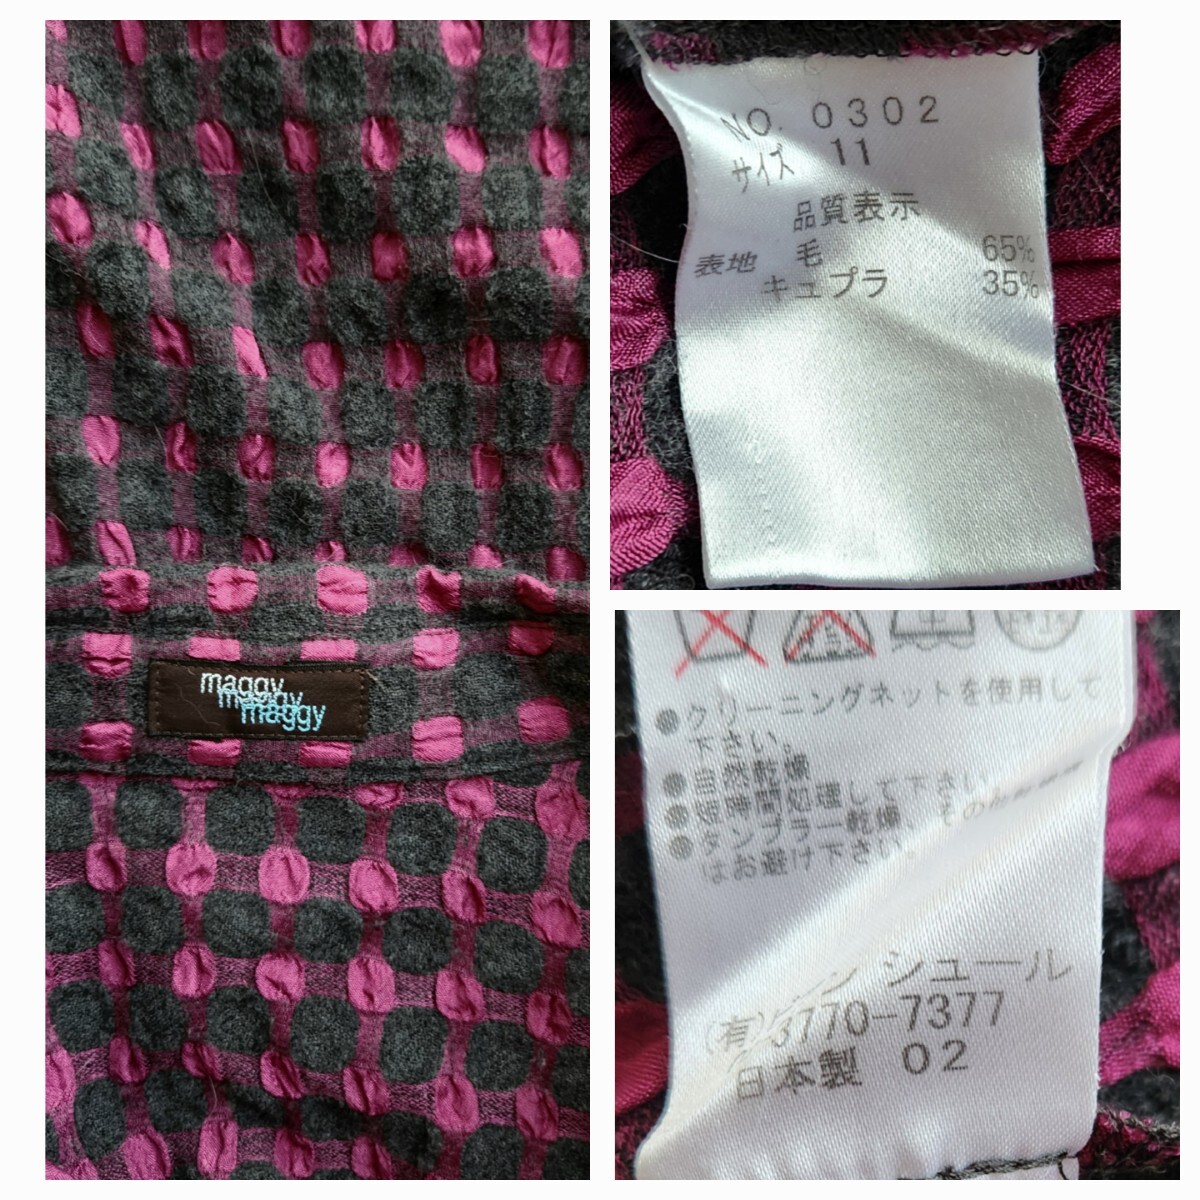 maggy
maggy
maggy
NO. 0302
サイズ 11
品質表示
表地 毛 65%
キュプラ 35%
●クリーニングネットを使用して
下さい。
●自然乾燥
●短時間処理して下さい。
●タンブラー乾燥、その
はお避け下さい。
シュール
(有) 3770-7377
日本製 02